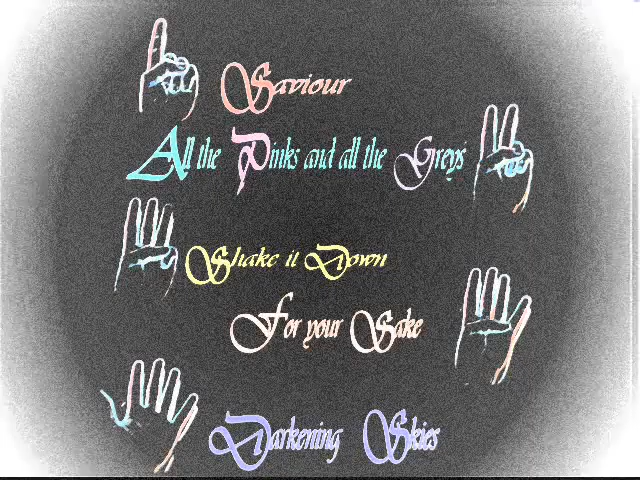 Saviour
All the Pinks and all the Greys
Shake it Down
For your Sake
Darkening Skies